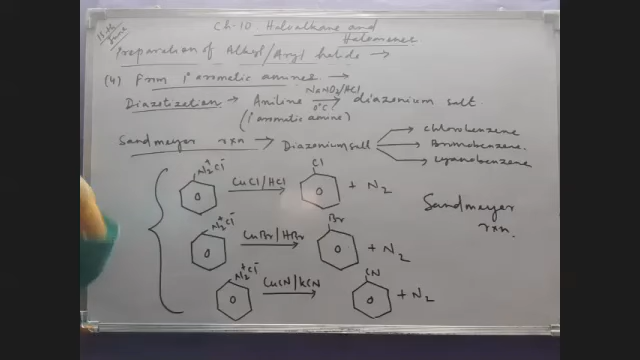 11th June
Ch-10. Haloalkane and
Haloarenes
Preparation of Alkyl/Aryl halide →
(4) From 1° aromatic amines →
NaNO2/HCl
Diazotization → Aniline → diazonium salt.
0°C
(1° aromatic amine)
Sandmeyer rxn → Diazonium salt
chlorobenzene
Bromobenzene.
cyanobenzene
N2+Cl- CuCl/HCl → Cl + N2
Sandmeyer
rxn.
N2+Cl- CuBr/HBr → Br + N2
N2+Cl- CuCN/KCN → CN + N2